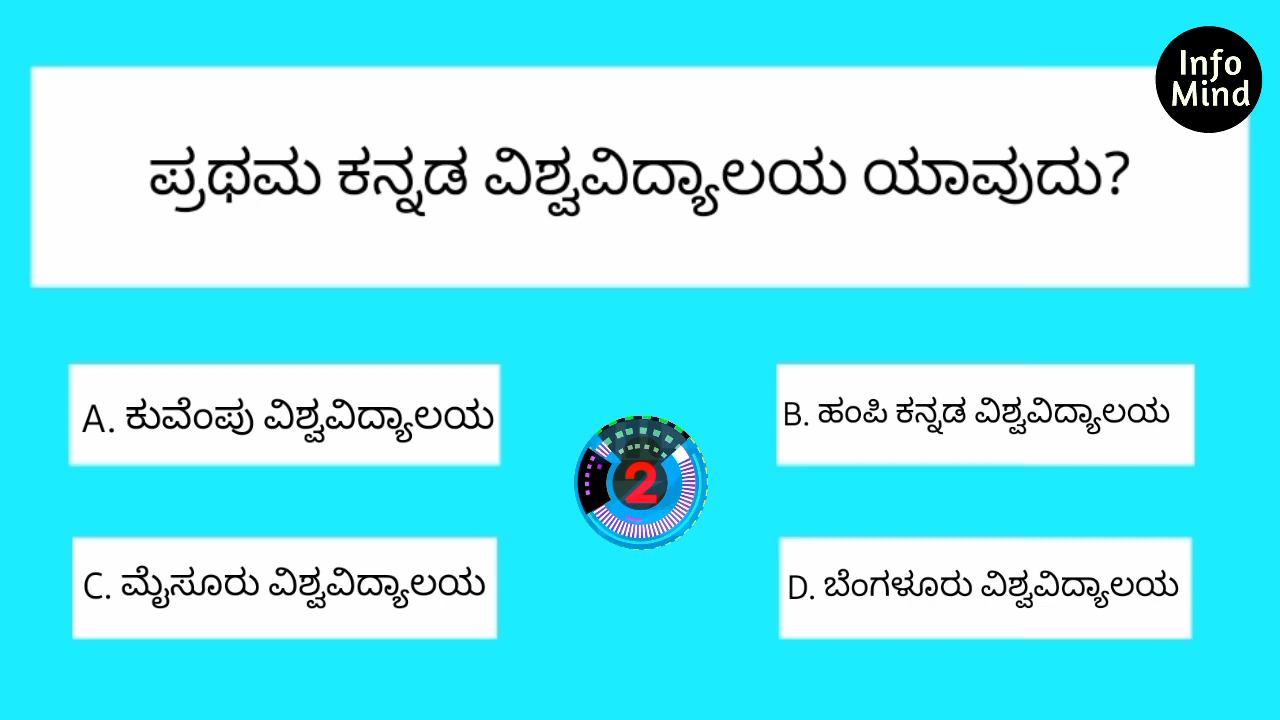 Info
Mind
ಪ್ರಥಮ ಕನ್ನಡ ವಿಶ್ವವಿದ್ಯಾಲಯ ಯಾವುದು?
A. ಕುವೆಂಪು ವಿಶ್ವವಿದ್ಯಾಲಯ
B. ಹಂಪಿ ಕನ್ನಡ ವಿಶ್ವವಿದ್ಯಾಲಯ
2
C. ಮೈಸೂರು ವಿಶ್ವವಿದ್ಯಾಲಯ
D. ಬೆಂಗಳೂರು ವಿಶ್ವವಿದ್ಯಾಲಯ